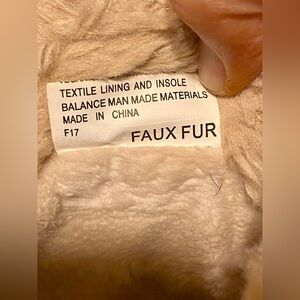 TEXTILE LINING AND INSOLE
BALANCE MAN MADE MATERIALS
MADE IN CHINA
F17
FAUX FUR